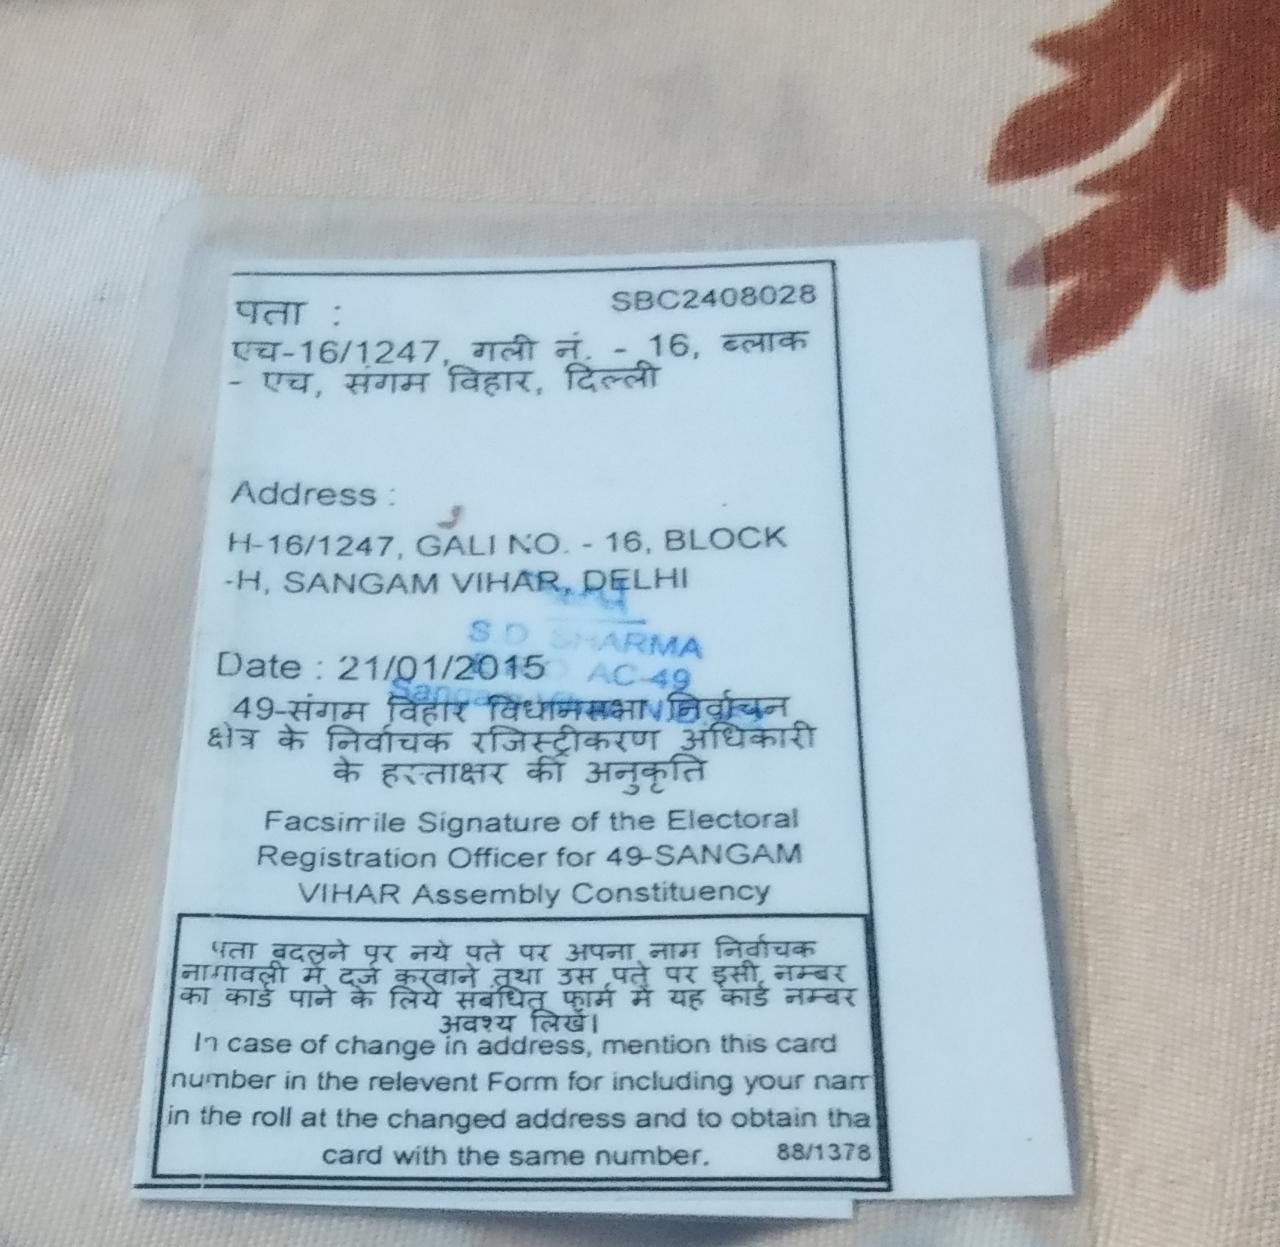 पता :
SBC2408028
एच-16/1247, गली नं. - 16, ब्लाक
- एच, संगम विहार, दिल्ली
Address :
H-16/1247, GALI NO. - 16, BLOCK
-H, SANGAM VIHAR, DELHI
S.D. SHARMA
Date : 21/01/2015
AC-49
Sangam
49-संगम विहार विधानसभा निर्वाचन
क्षेत्र के निर्वाचक रजिस्ट्रीकरण अधिकारी
के हस्ताक्षर की अनुकृति
Facsimile Signature of the Electoral
Registration Officer for 49-SANGAM
VIHAR Assembly Constituency
पता बदलने पर नये पते पर अपना नाम निर्वाचक
नामावली में दर्ज करवाने तथा उस पते पर इसी नम्बर
का कार्ड पाने के लिये संबंधित फार्म में यह कार्ड नम्बर
अवश्य लिखें।
In case of change in address, mention this card
number in the relevent Form for including your nam
in the roll at the changed address and to obtain tha
card with the same number.
88/1378